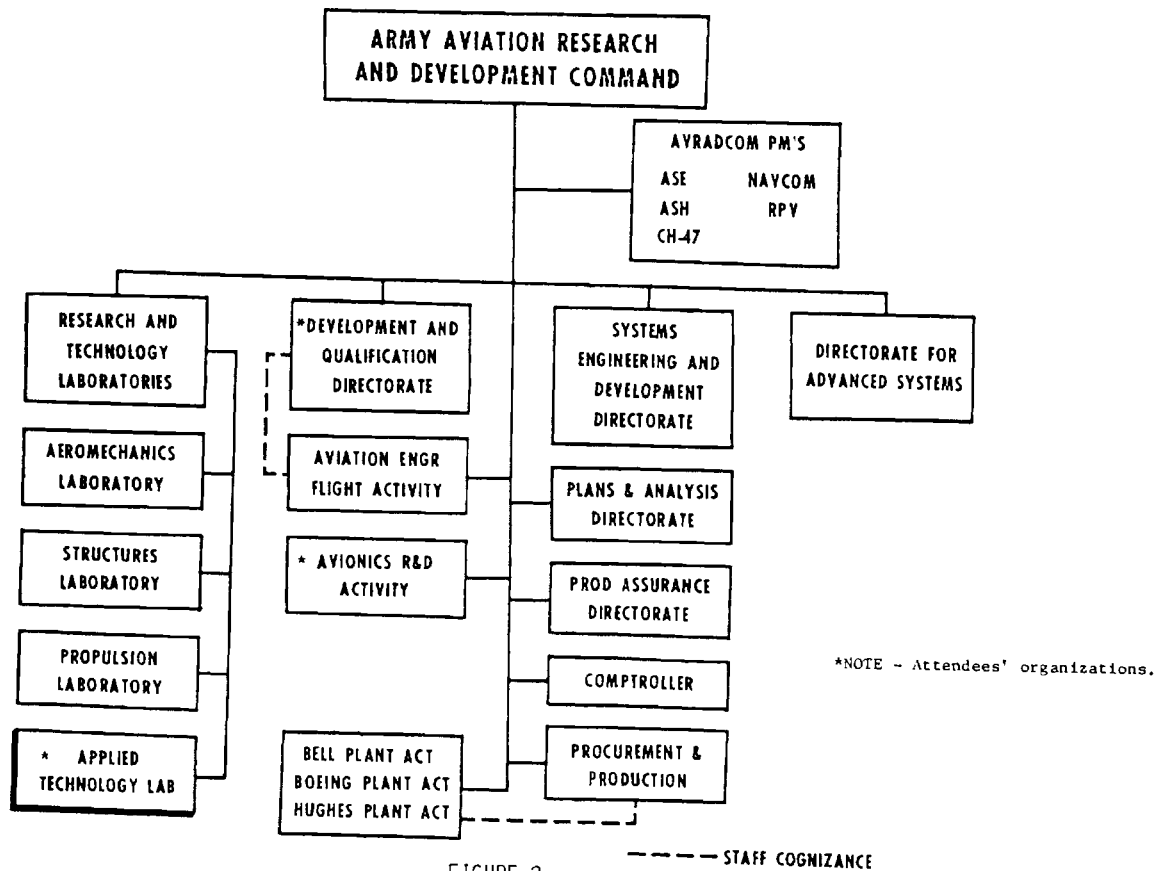 ARMY AVIATION RESEARCH
AND DEVELOPMENT COMMAND
AVRADCOM PM'S
ASE NAVCOM
ASH RPV
CH-47
RESEARCH AND
TECHNOLOGY
LABORATORIES
*DEVELOPMENT AND
QUALIFICATION
DIRECTORATE
SYSTEMS
ENGINEERING AND
DEVELOPMENT
DIRECTORATE
DIRECTORATE FOR
ADVANCED SYSTEMS
AEROMECHANICS
LABORATORY
AVIATION ENGR
FLIGHT ACTIVITY
PLANS & ANALYSIS
DIRECTORATE
STRUCTURES
LABORATORY
* AVIONICS R&D
ACTIVITY
PROD ASSURANCE
DIRECTORATE
PROPULSION
LABORATORY
COMPTROLLER
*NOTE - Attendees' organizations.
* APPLIED
TECHNOLOGY LAB
BELL PLANT ACT
BOEING PLANT ACT
HUGHES PLANT ACT
PROCUREMENT &
PRODUCTION
STAFF COGNIZANCE